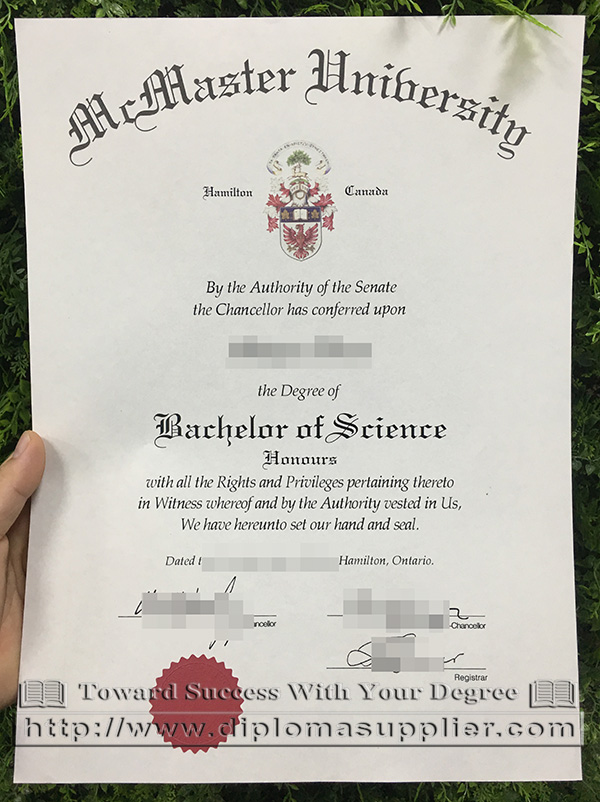 McMaster University
Hamilton Canada
By the Authority of the Senate
the Chancellor has conferred upon
the Degree of
Bachelor of Science
Honours
with all the Rights and Privileges pertaining thereto
in Witness whereof and by the Authority vested in Us,
We have hereunto set our hand and seal.
Dated Hamilton, Ontario.
-Chancellor
Registrar
Toward Success With Your Degree
http://www.diplomasupplier.com